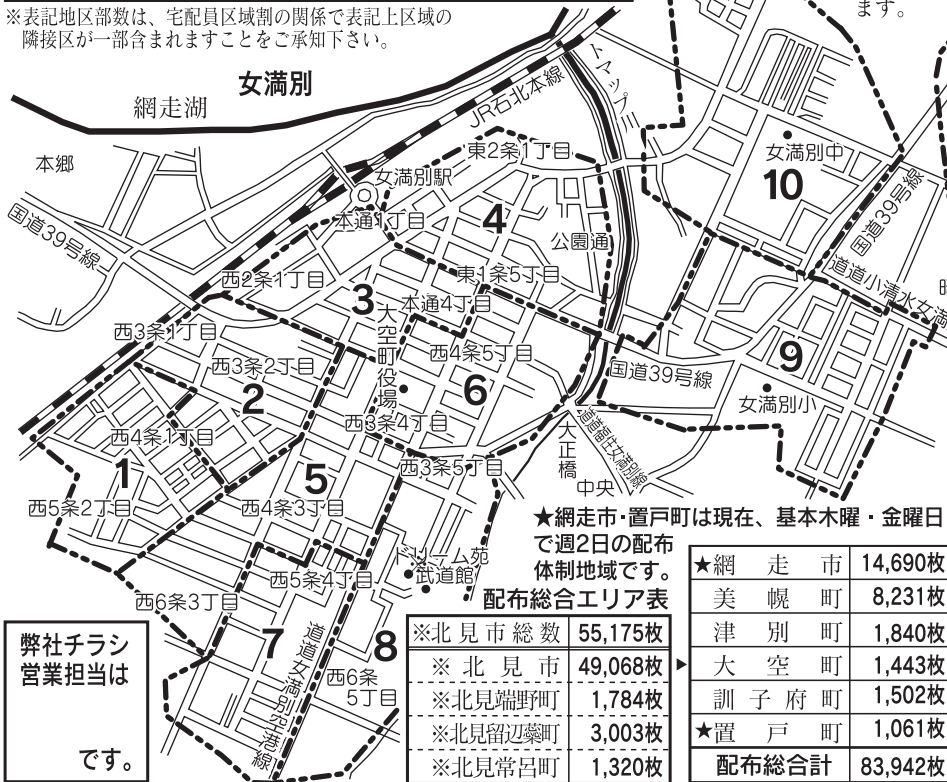 ※表記地区部数は、宅配員区域割の関係で表記上区域の
隣接区が一部含まれますことをご承知下さい。
ます。
女満別
網走湖
JR石北本線
トマップ川
本郷
国道39号線
女満別駅
東2条1丁目
本通1丁目
4
公園通
女満別中
10
国道39号線
道道小清水女満
西2条1丁目
3
東1条5丁目
本通4丁目
大空町役場
西3条1丁目
西3条2丁目
2
西4条5丁目
6
国道39号線
9
女満別小
西3条4丁目
西4条1丁目
1
西5条2丁目
5
西4条3丁目
西3条5丁目
大正橋
道道福住女満別線
中央
ドリーム苑
武道館
西5条4丁目
西6条3丁目
7
道道女満別空港線
8
西6条
5丁目
★網走市・置戸町は現在、基本木曜・金曜日
で週2日の配布
体制地域です。
配布総合エリア表
※北見市総数 55,175枚
※北見市 49,068枚
※北見端野町 1,784枚
※北見留辺蘂町 3,003枚
※北見常呂町 1,320枚
★網走市 14,690枚
美幌町 8,231枚
津別町 1,840枚
▶大空町 1,443枚
訓子府町 1,502枚
★置戸町 1,061枚
配布総合計 83,942枚
弊社チラシ
営業担当は
です。